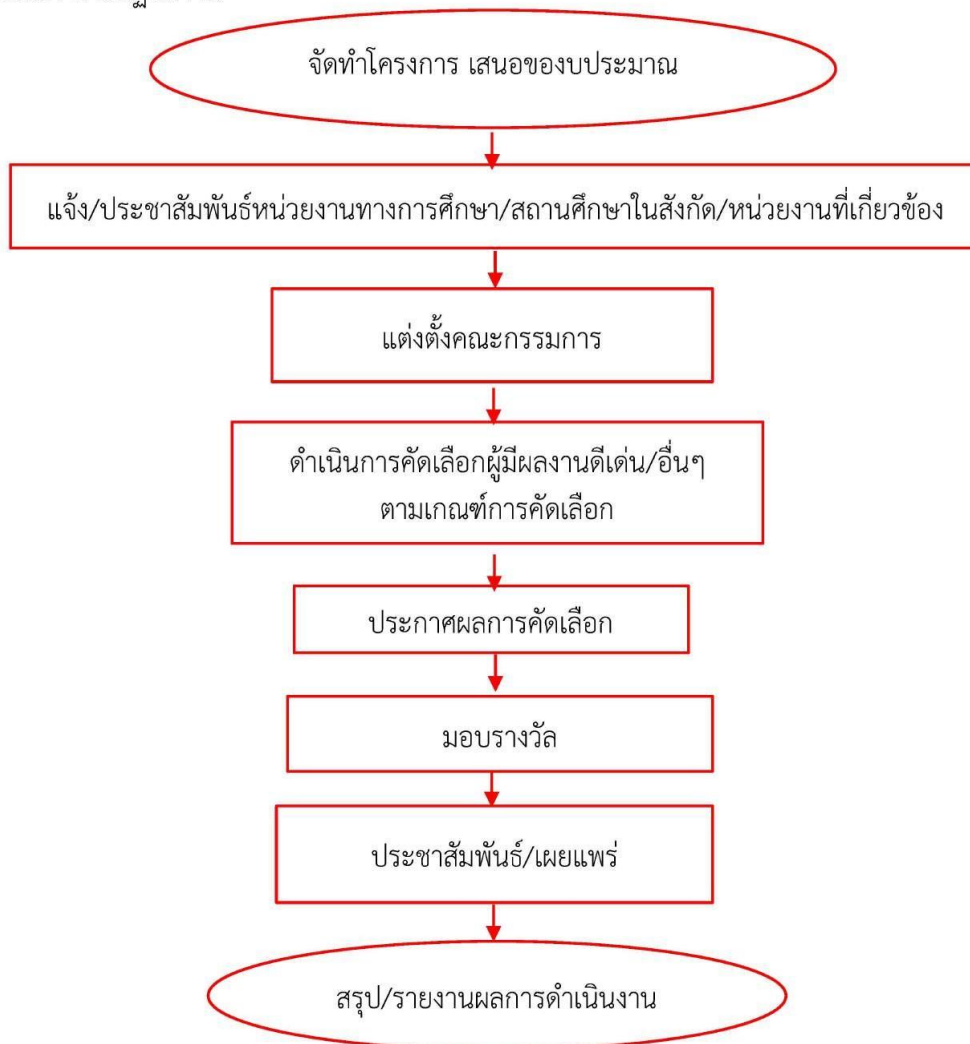 จัดทำโครงการ เสนอของบประมาณ
แจ้ง/ประชาสัมพันธ์หน่วยงานทางการศึกษา/สถานศึกษาในสังกัด/หน่วยงานที่เกี่ยวข้อง
แต่งตั้งคณะกรรมการ
ดำเนินการคัดเลือกผู้มีผลงานดีเด่น/อื่นๆ
ตามเกณฑ์การคัดเลือก
ประกาศผลการคัดเลือก
มอบรางวัล
ประชาสัมพันธ์/เผยแพร่
สรุป/รายงานผลการดำเนินงาน